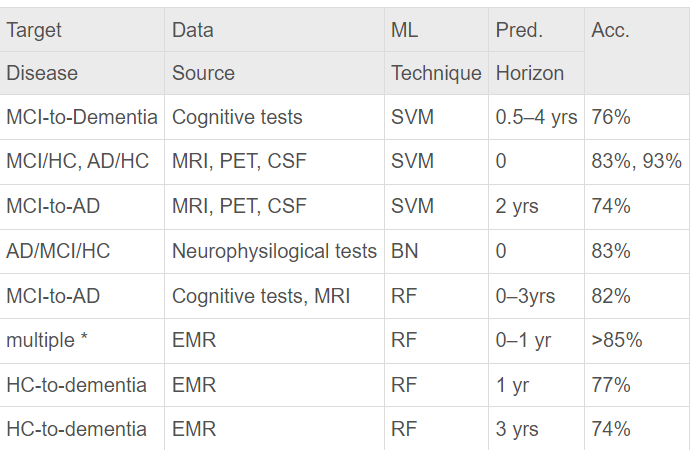 Target Data ML Pred. Acc.
Disease Source Technique Horizon
MCI-to-Dementia Cognitive tests SVM 0.5–4 yrs 76%
MCI/HC, AD/HC MRI, PET, CSF SVM 0 83%, 93%
MCI-to-AD MRI, PET, CSF SVM 2 yrs 74%
AD/MCI/HC Neurophysilogical tests BN 0 83%
MCI-to-AD Cognitive tests, MRI RF 0–3yrs 82%
multiple * EMR RF 0–1 yr >85%
HC-to-dementia EMR RF 1 yr 77%
HC-to-dementia EMR RF 3 yrs 74%